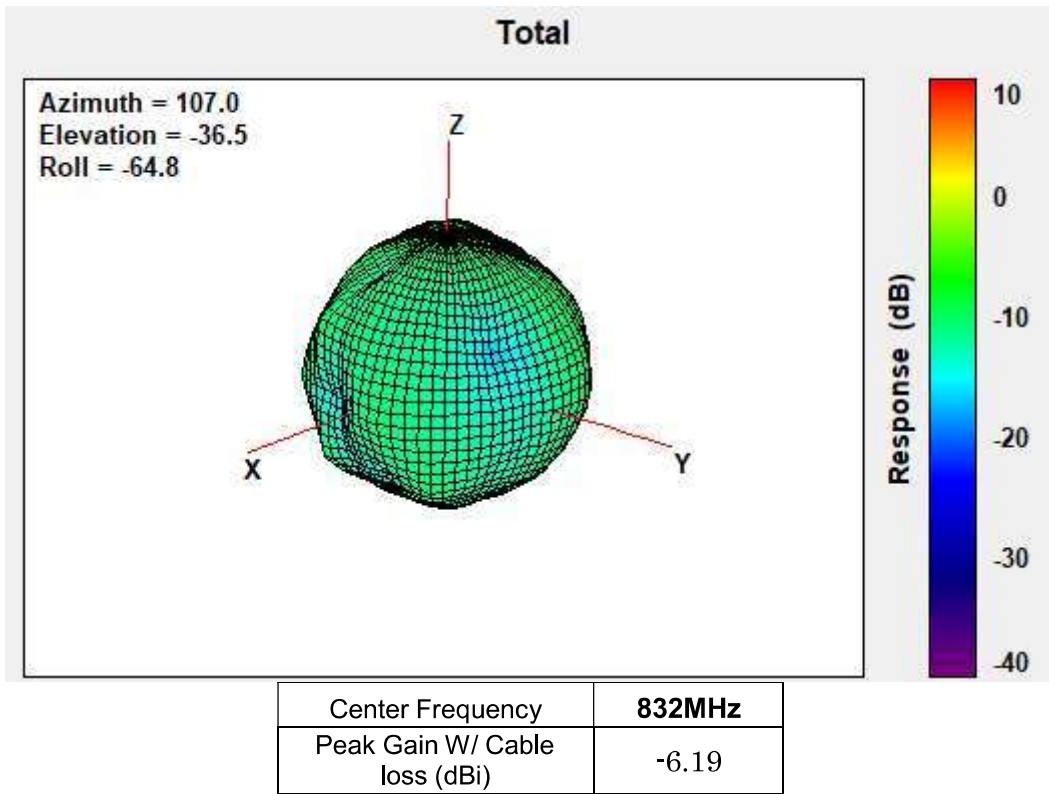 Total
Azimuth = 107.0
Elevation = -36.5
Roll = -64.8
Z
X
Y
10
0
-10
-20
-30
-40
Response (dB)
Center Frequency 832MHz
Peak Gain W/ Cable
loss (dBi) -6.19